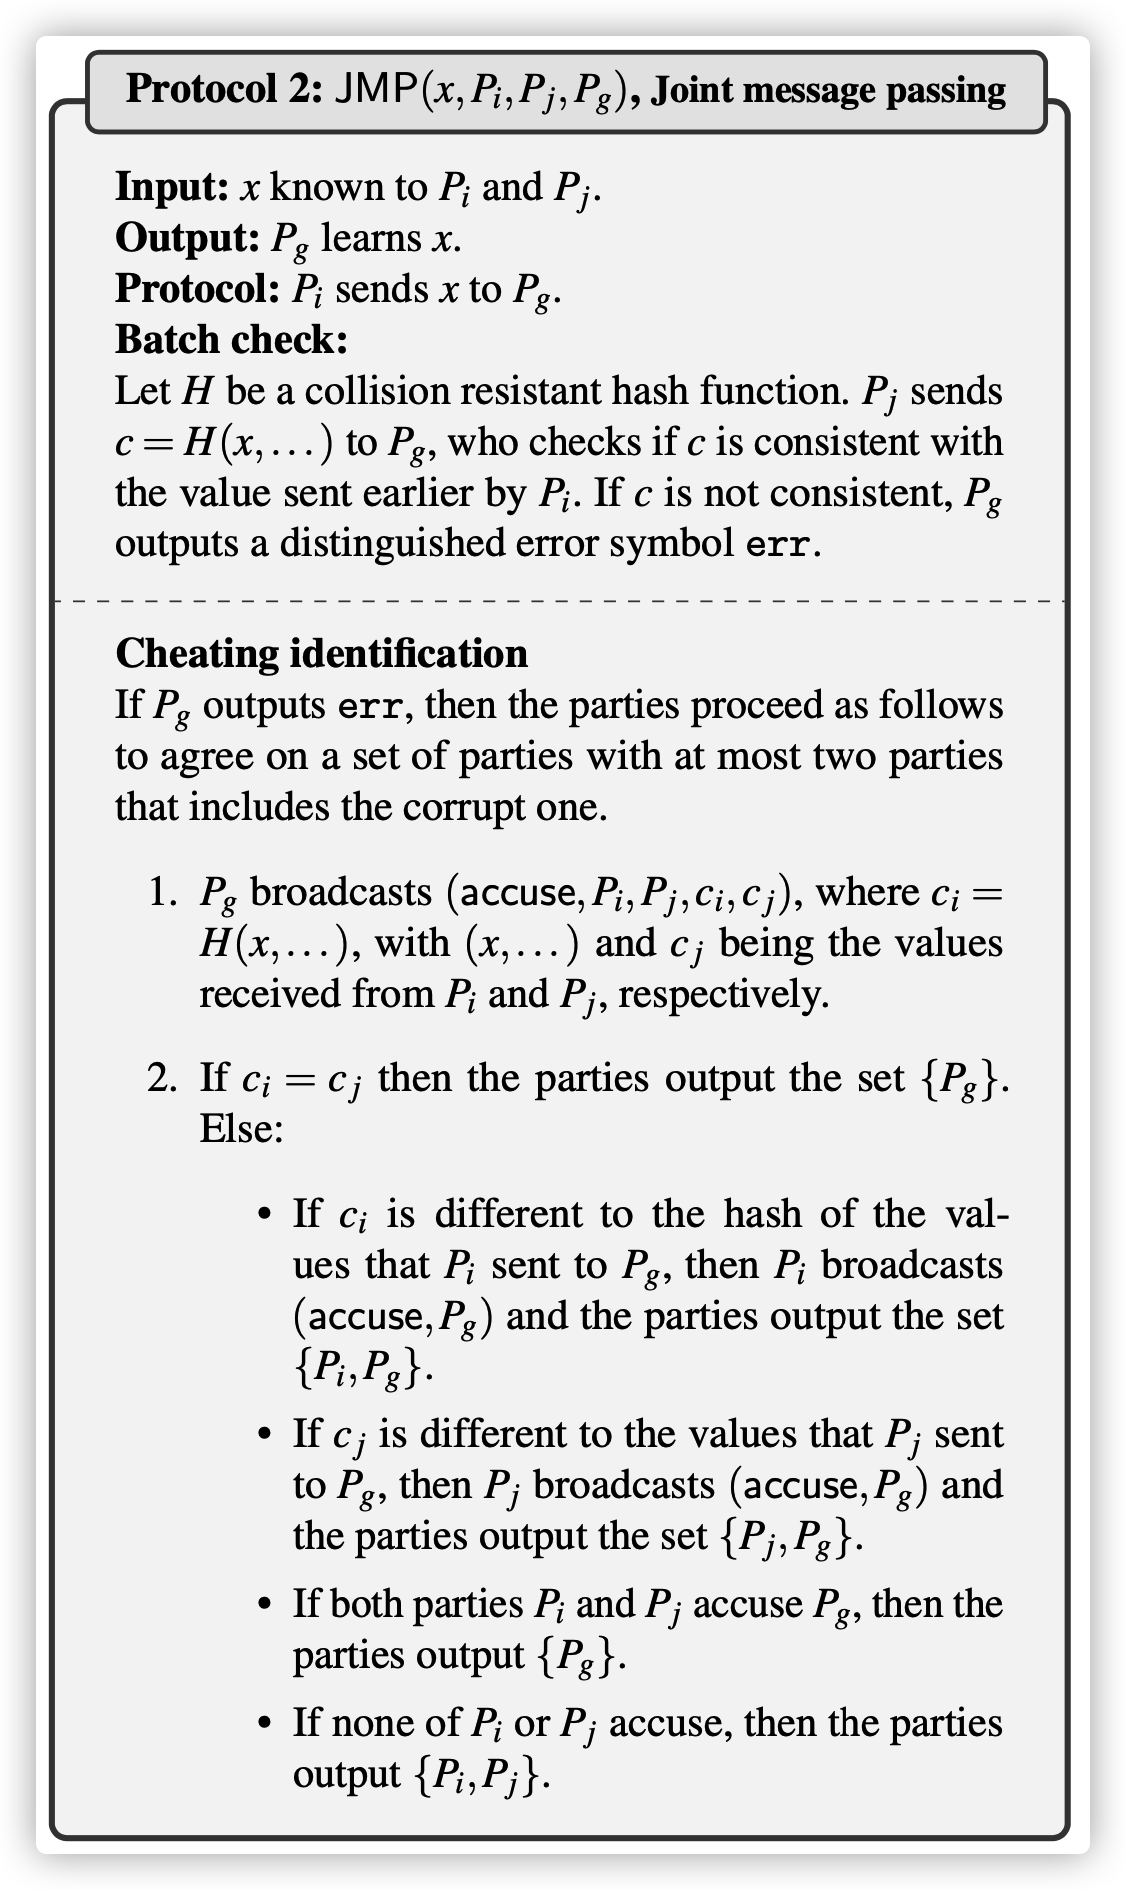 Protocol 2: JMP(x, P_i, P_j, P_g), Joint message passing
Input: x known to P_i and P_j.
Output: P_g learns x.
Protocol: P_i sends x to P_g.
Batch check:
Let H be a collision resistant hash function. P_j sends
c = H(x,...) to P_g, who checks if c is consistent with
the value sent earlier by P_i. If c is not consistent, P_g
outputs a distinguished error symbol err.
Cheating identification
If P_g outputs err, then the parties proceed as follows
to agree on a set of parties with at most two parties
that includes the corrupt one.
1. P_g broadcasts (accuse, P_i, P_j, c_i, c_j), where c_i =
H(x,...), with (x,...) and c_j being the values
received from P_i and P_j, respectively.
2. If c_i = c_j then the parties output the set {P_g}.
Else:
• If c_i is different to the hash of the val-
ues that P_i sent to P_g, then P_i broadcasts
(accuse, P_g) and the parties output the set
{P_i, P_g}.
• If c_j is different to the values that P_j sent
to P_g, then P_j broadcasts (accuse, P_g) and
the parties output the set {P_j, P_g}.
• If both parties P_i and P_j accuse P_g, then the
parties output {P_g}.
• If none of P_i or P_j accuse, then the parties
output {P_i, P_j}.